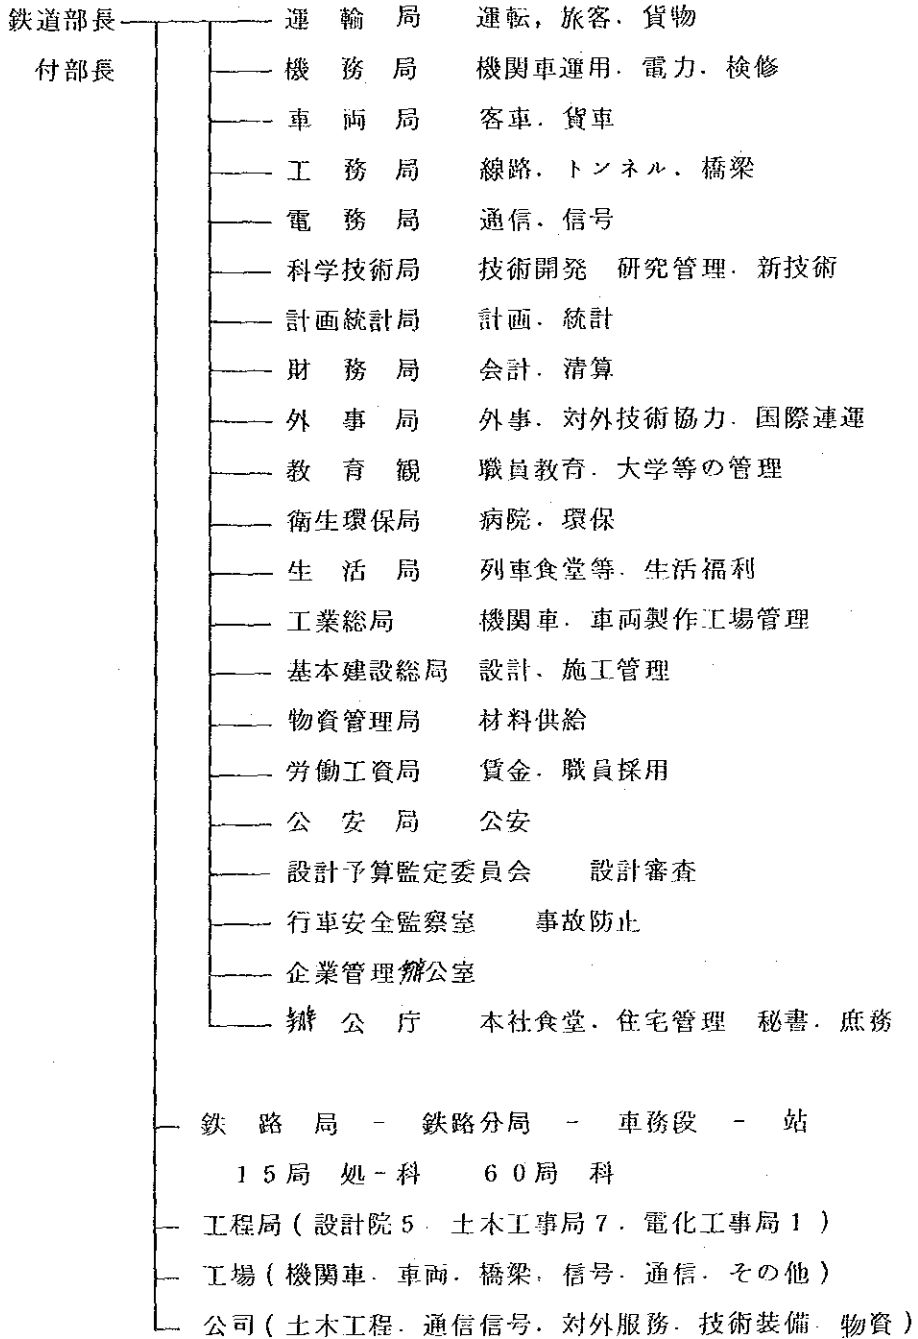 鉄道部長 運輸局 運転，旅客．貨物
付部長 機務局 機関車運用．電力．検修
車両局 客車．貨車
工務局 線路．トンネル．橋梁
電務局 通信．信号
科学技術局 技術開発 研究管理．新技術
計画統計局 計画．統計
財務局 会計．清算
外事局 外事．対外技術協力．国際連運
教育観 職員教育．大学等の管理
衛生環保局 病院．環保
生活局 列車食堂等．生活福利
工業総局 機関車．車両製作工場管理
基本建設総局 設計．施工管理
物資管理局 材料供給
労働工資局 賃金．職員採用
公安局 公安
設計予算監定委員会 設計審査
行車安全監察室 事故防止
企業管理辦公室
辦公庁 本社食堂．住宅管理 秘書．庶務
鉄路局 - 鉄路分局 - 車務段 - 站
15局 処-科 60局 科
工程局(設計院5．土木工事局7．電化工事局1)
工場(機関車．車両．橋梁．信号．通信．その他)
公司(土木工程．通信信号．対外服務．技術装備．物資)